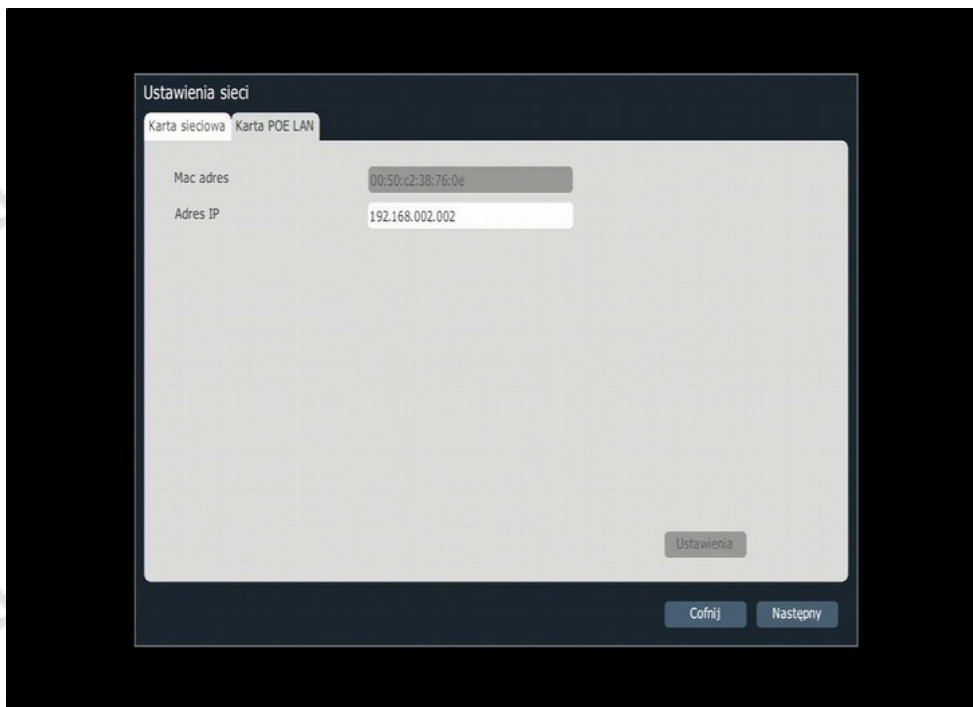 Ustawienia sieci
Karta sieciowa Karta POE LAN
Mac adres 00:50:c2:38:76:0e
Adres IP 192.168.002.002
Ustawienia
Cofnij Następny